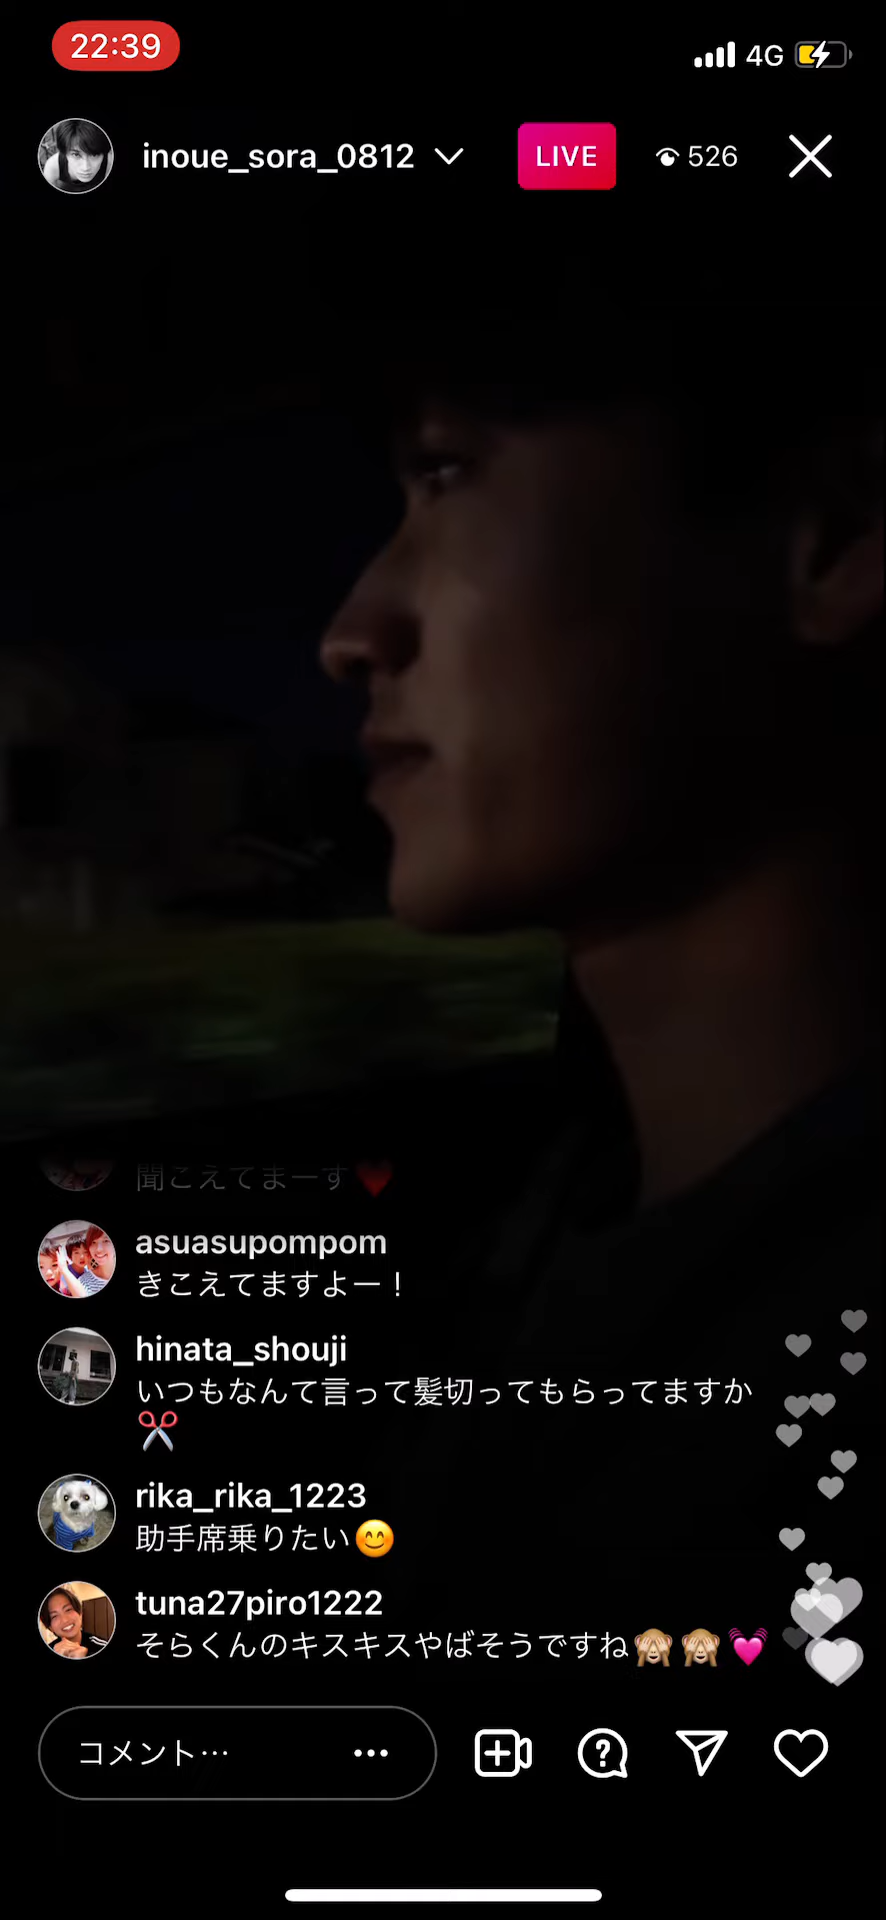 22:39
4G
inoue_sora_0812
LIVE
526
聞こえてまーす❤️
asuasupompom
きこえてますよー！
hinata_shouji
いつもなんて言って髪切ってもらってますか
✂️
rika_rika_1223
助手席乗りたい😊
tuna27piro1222
そらくんのキスキスやばそうですね🙈🙈💓
コメント…